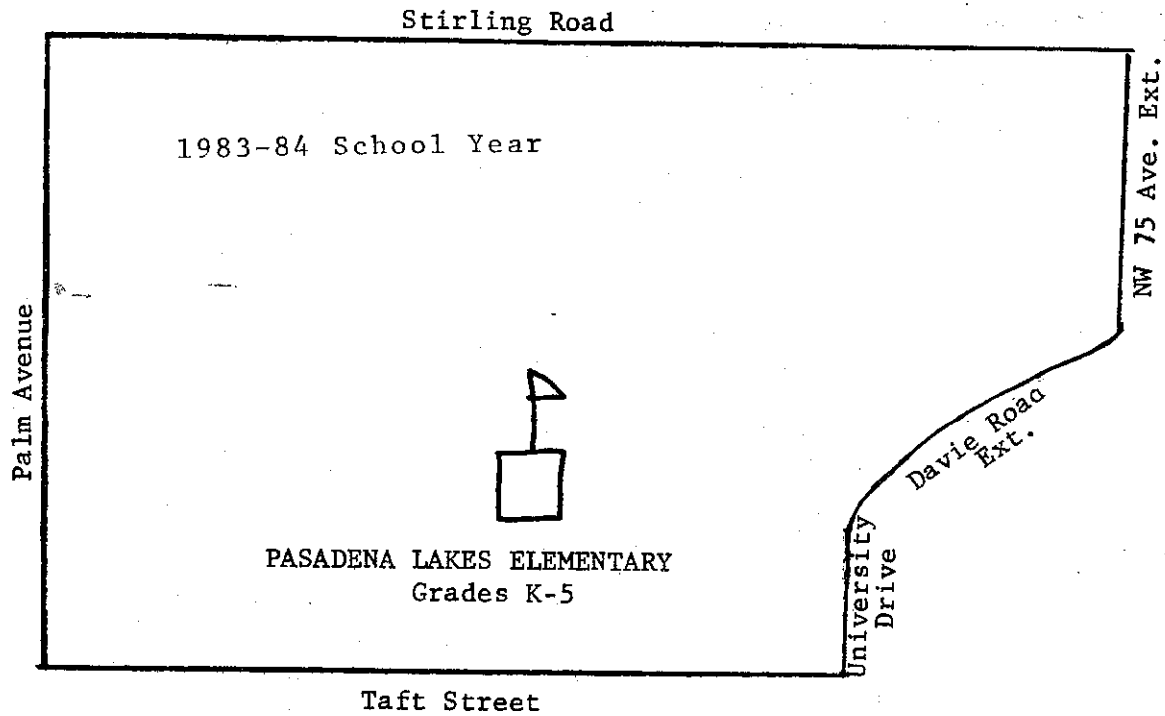 Stirling Road
1983-84 School Year
NW 75 Ave. Ext.
Palm Avenue
Davie Road
Ext.
University
Drive
PASADENA LAKES ELEMENTARY
Grades K-5
Taft Street